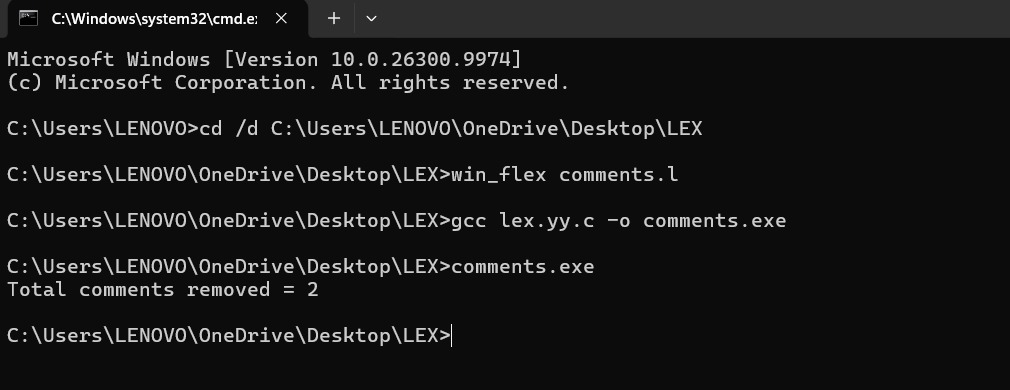 C:\Windows\system32\cmd.e
Microsoft Windows [Version 10.0.26300.9974]
(c) Microsoft Corporation. All rights reserved.
C:\Users\LENOVO>cd /d C:\Users\LENOVO\OneDrive\Desktop\LEX
C:\Users\LENOVO\OneDrive\Desktop\LEX>win_flex comments.l
C:\Users\LENOVO\OneDrive\Desktop\LEX>gcc lex.yy.c -o comments.exe
C:\Users\LENOVO\OneDrive\Desktop\LEX>comments.exe
Total comments removed = 2
C:\Users\LENOVO\OneDrive\Desktop\LEX>